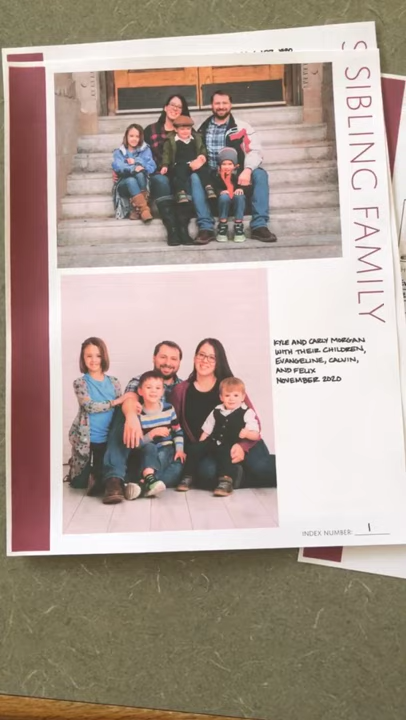 SIBLING FAMILY
KYLE AND CARLY MORGAN
WITH THEIR CHILDREN,
EVANGELINE, CALVIN,
AND FELIX
NOVEMBER 2020
INDEX NUMBER: 1